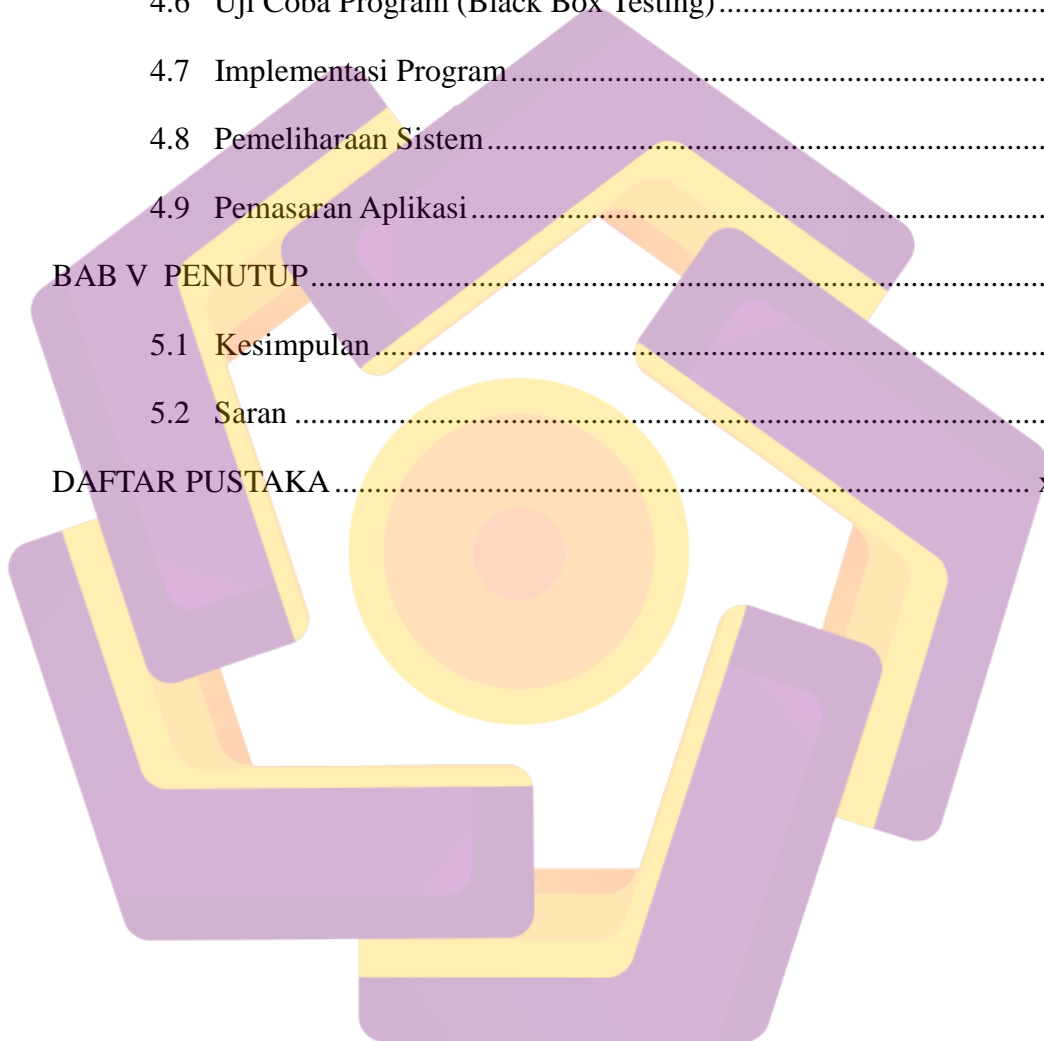 4.6 Uji Coba Program (Black Box Testing)........................................
4.7 Implementasi Program..................................................................
4.8 Pemeliharaan Sistem.....................................................................
4.9 Pemasaran Aplikasi.......................................................................
BAB V PENUTUP...............................................................................
5.1 Kesimpulan....................................................................................
5.2 Saran ..............................................................................................
DAFTAR PUSTAKA ...........................................................................